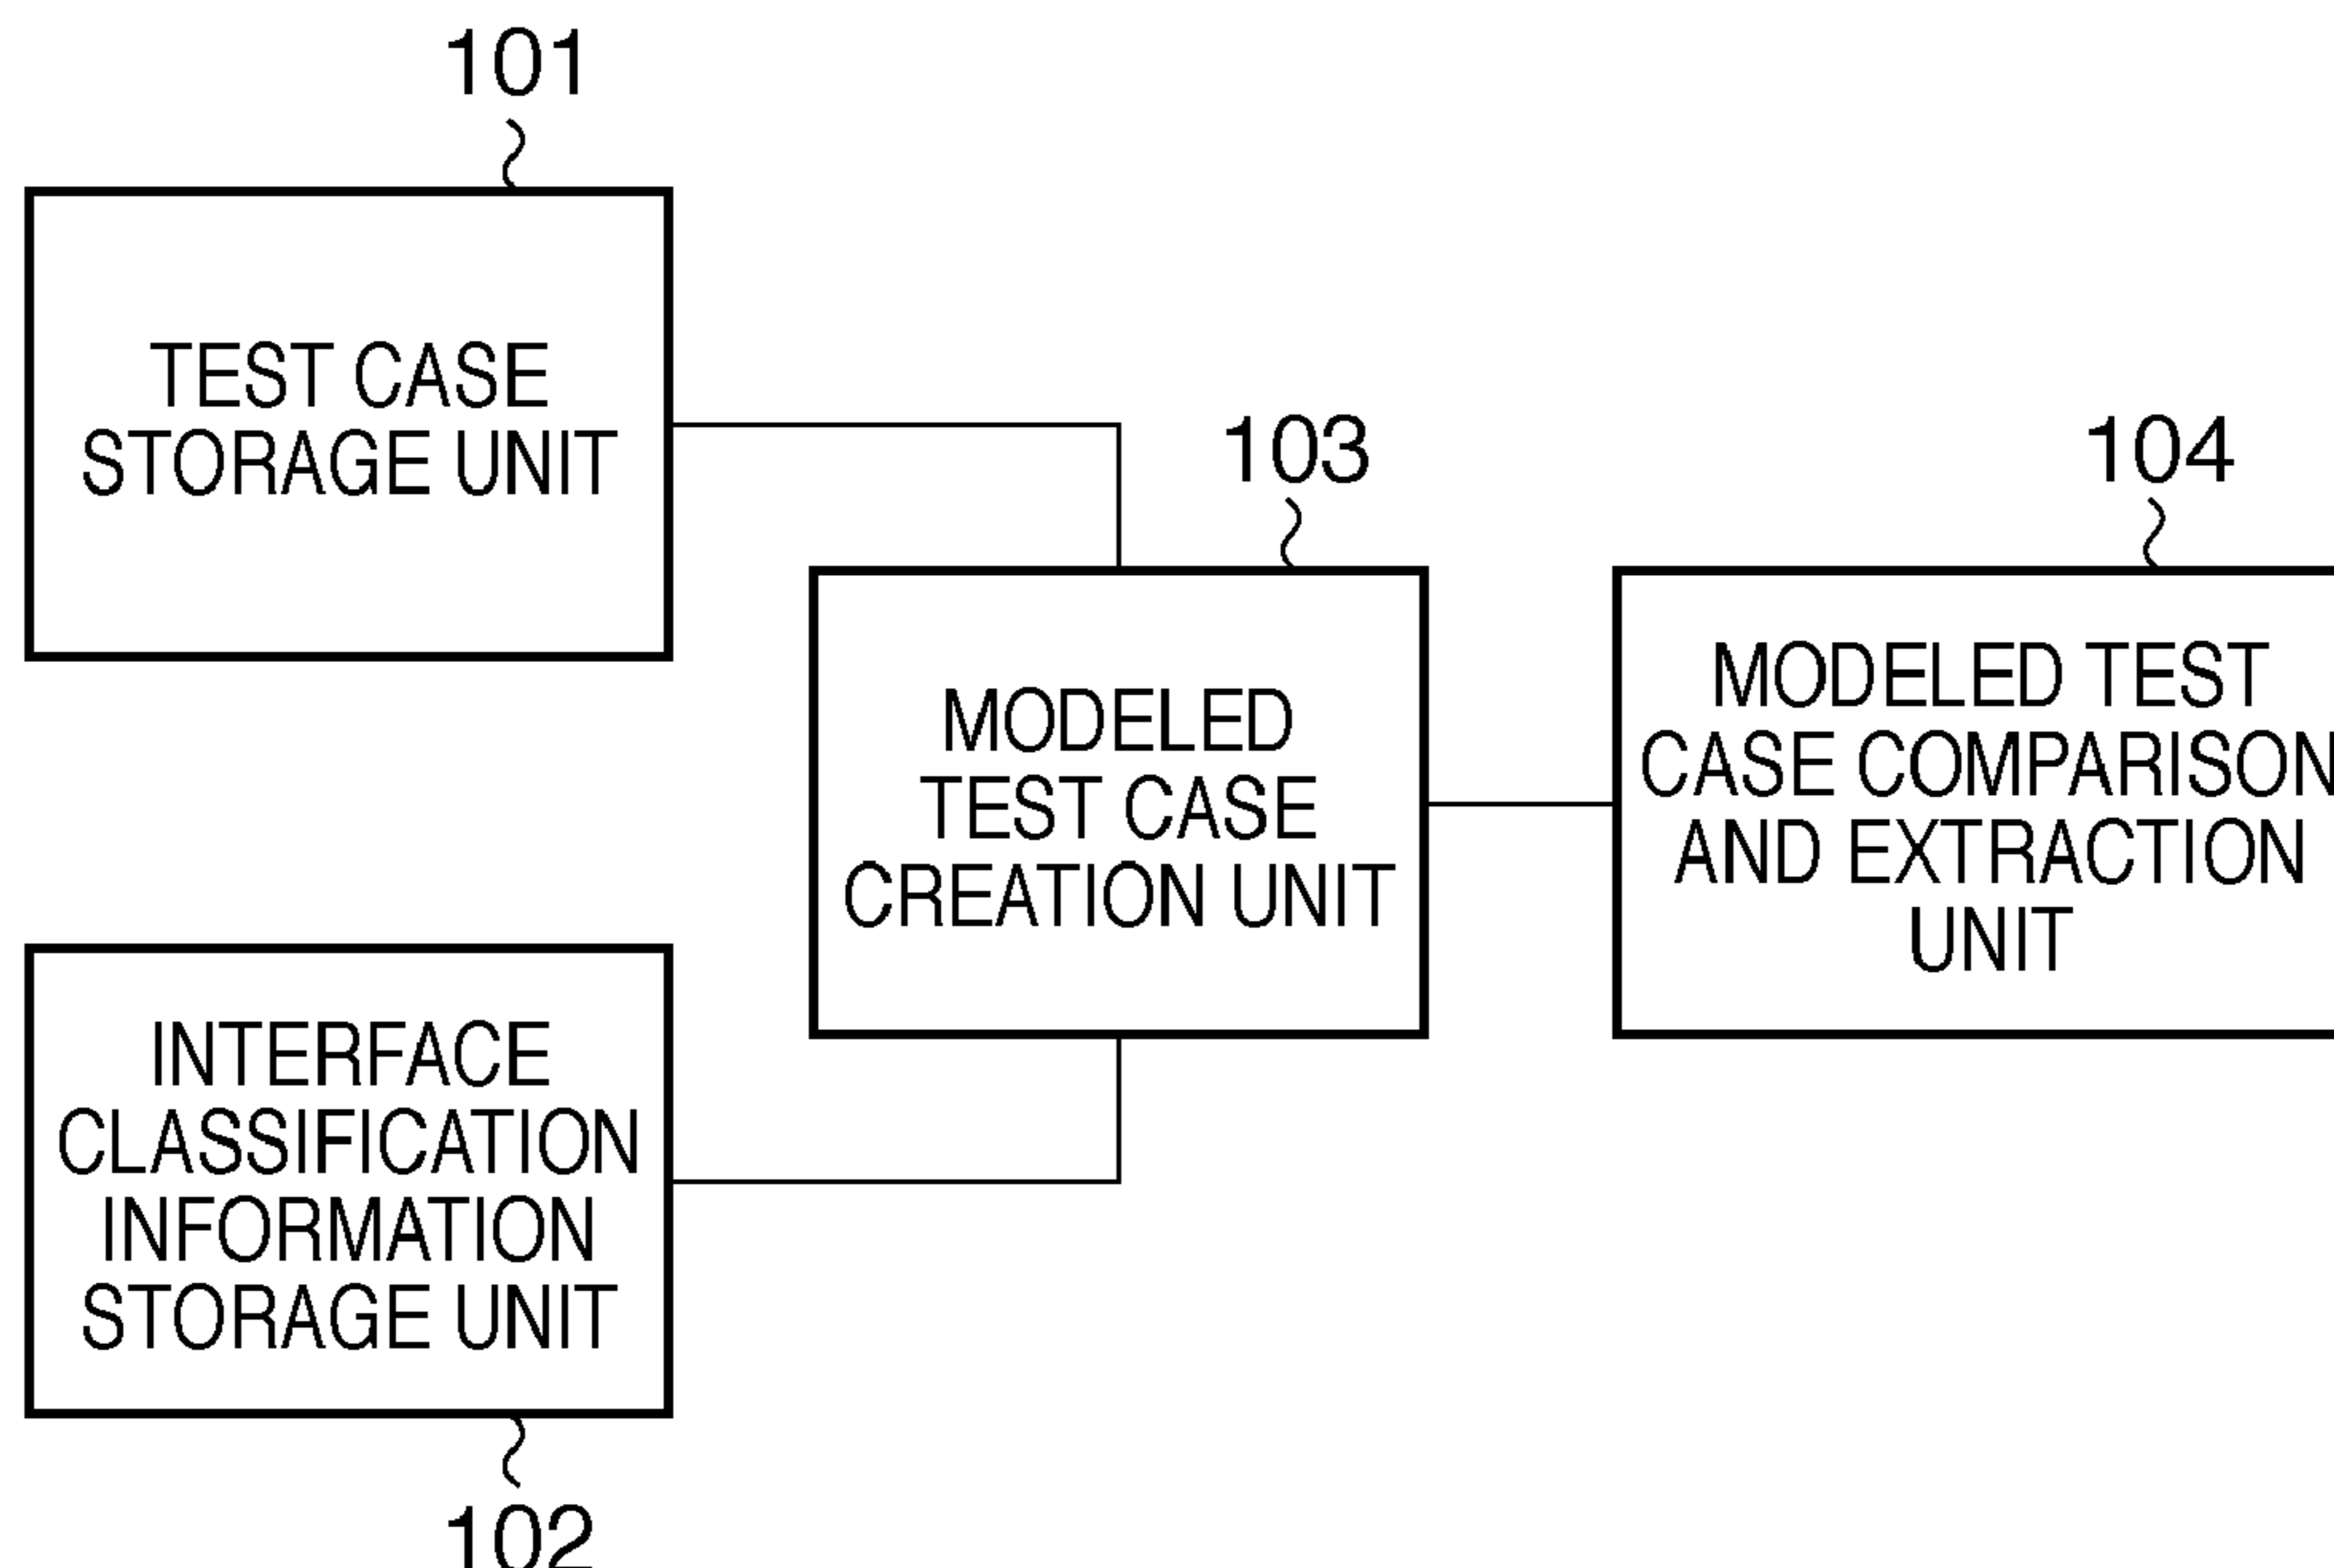 101
TEST CASE
STORAGE UNIT
103
MODELED
TEST CASE
CREATION UNIT
104
MODELED TEST
CASE COMPARISON
AND EXTRACTION
UNIT
INTERFACE
CLASSIFICATION
INFORMATION
STORAGE UNIT
102